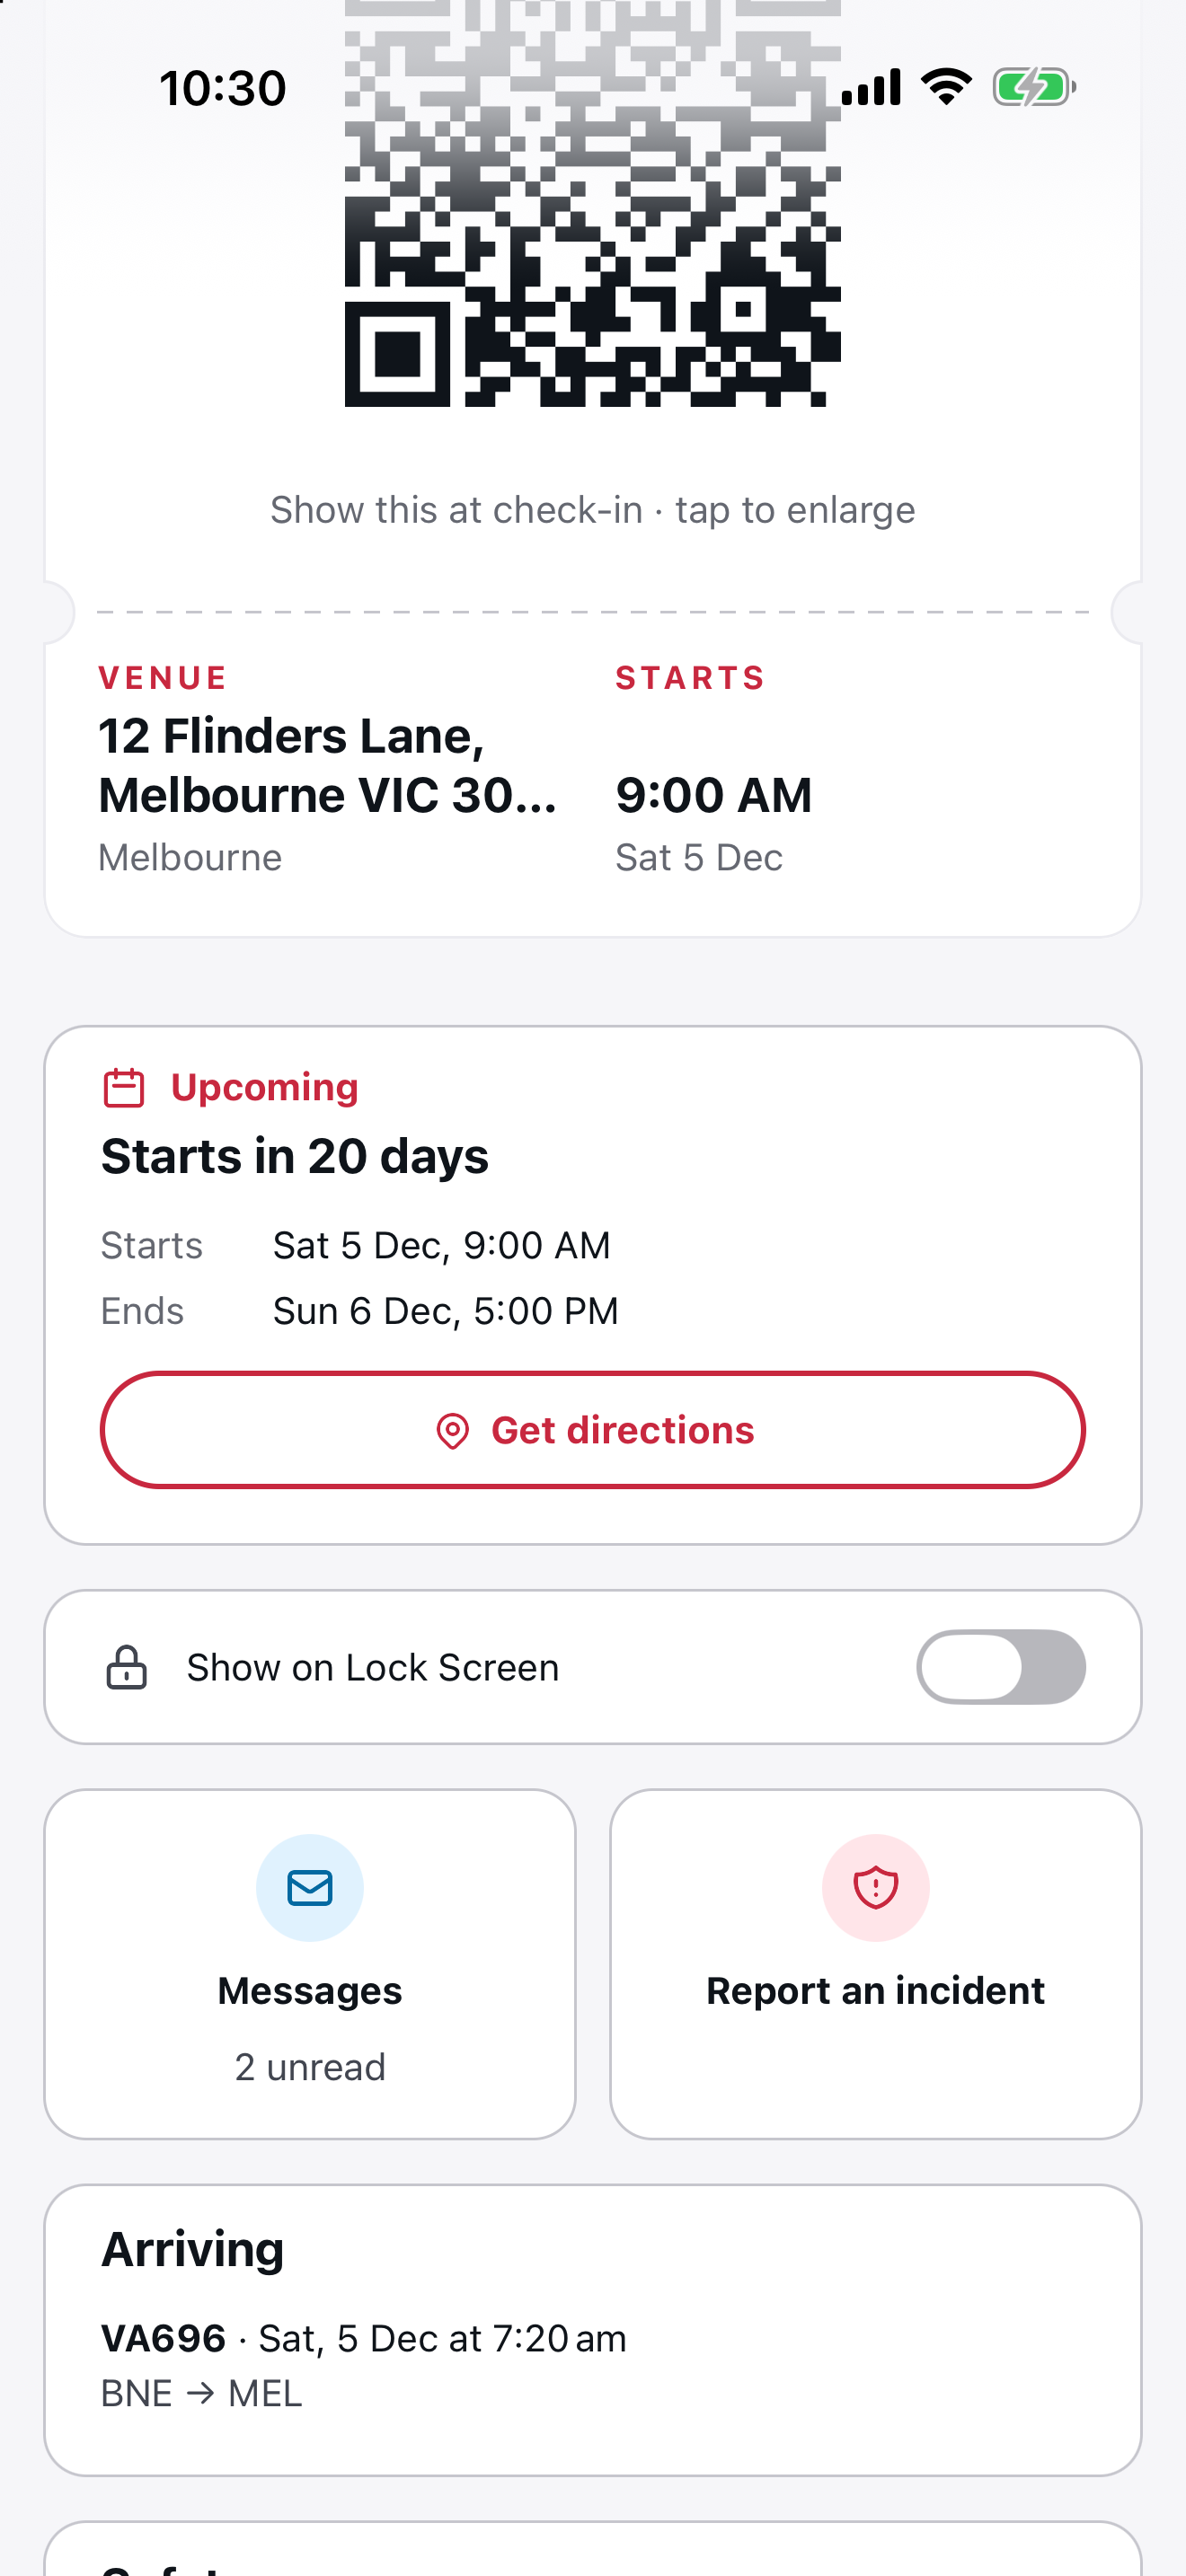 10:30
Show this at check-in · tap to enlarge
VENUE
12 Flinders Lane,
Melbourne VIC 30...
Melbourne
STARTS
9:00 AM
Sat 5 Dec
Upcoming
Starts in 20 days
Starts Sat 5 Dec, 9:00 AM
Ends Sun 6 Dec, 5:00 PM
Get directions
Show on Lock Screen
Messages
2 unread
Report an incident
Arriving
VA696 · Sat, 5 Dec at 7:20 am
BNE → MEL